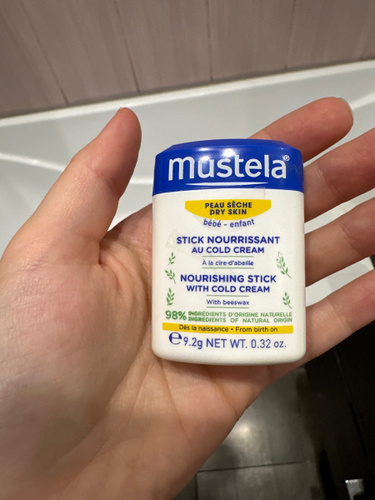 mustela®
PEAU SÈCHE
DRY SKIN
bébé - enfant
STICK NOURRISSANT
AU COLD CREAM
À la cire d'abeille
NOURISHING STICK
WITH COLD CREAM
With beeswax
98% INGRÉDIENTS D'ORIGINE NATURELLE
INGREDIENTS OF NATURAL ORIGIN
Dès la naissance • From birth on
℮ 9.2g NET WT. 0.32 oz.